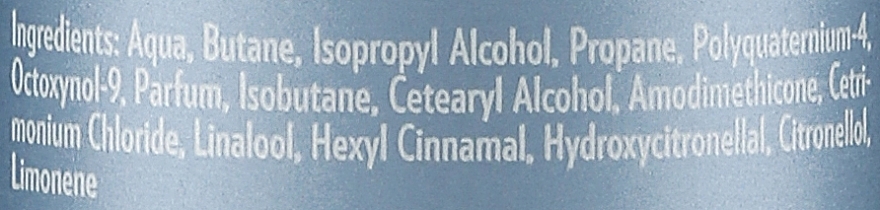 Ingredients: Aqua, Butane, Isopropyl Alcohol, Propane, Polyquaternium-4,
Octoxynol-9, Parfum, Isobutane, Cetearyl Alcohol, Amodimethicone, Cetri-
monium Chloride, Linalool, Hexyl Cinnamal, Hydroxycitronellal, Citronellol,
Limonene